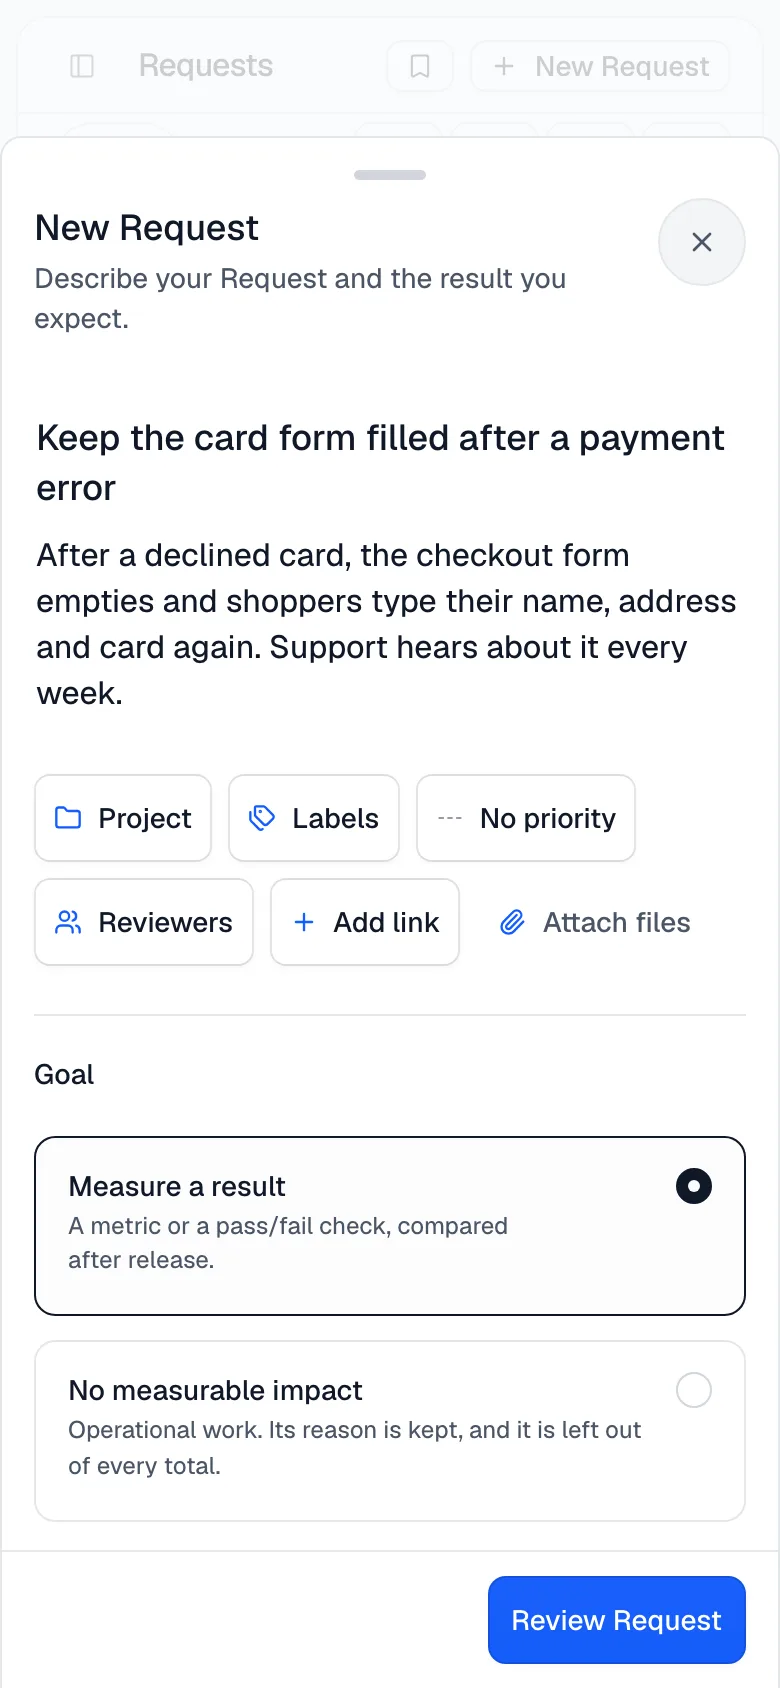 Requests
New Request
New Request
Describe your Request and the result you
expect.
Keep the card form filled after a payment
error
After a declined card, the checkout form
empties and shoppers type their name, address
and card again. Support hears about it every
week.
Project
Labels
No priority
Reviewers
Add link
Attach files
Goal
Measure a result
A metric or a pass/fail check, compared
after release.
No measurable impact
Operational work. Its reason is kept, and it is left out
of every total.
Review Request